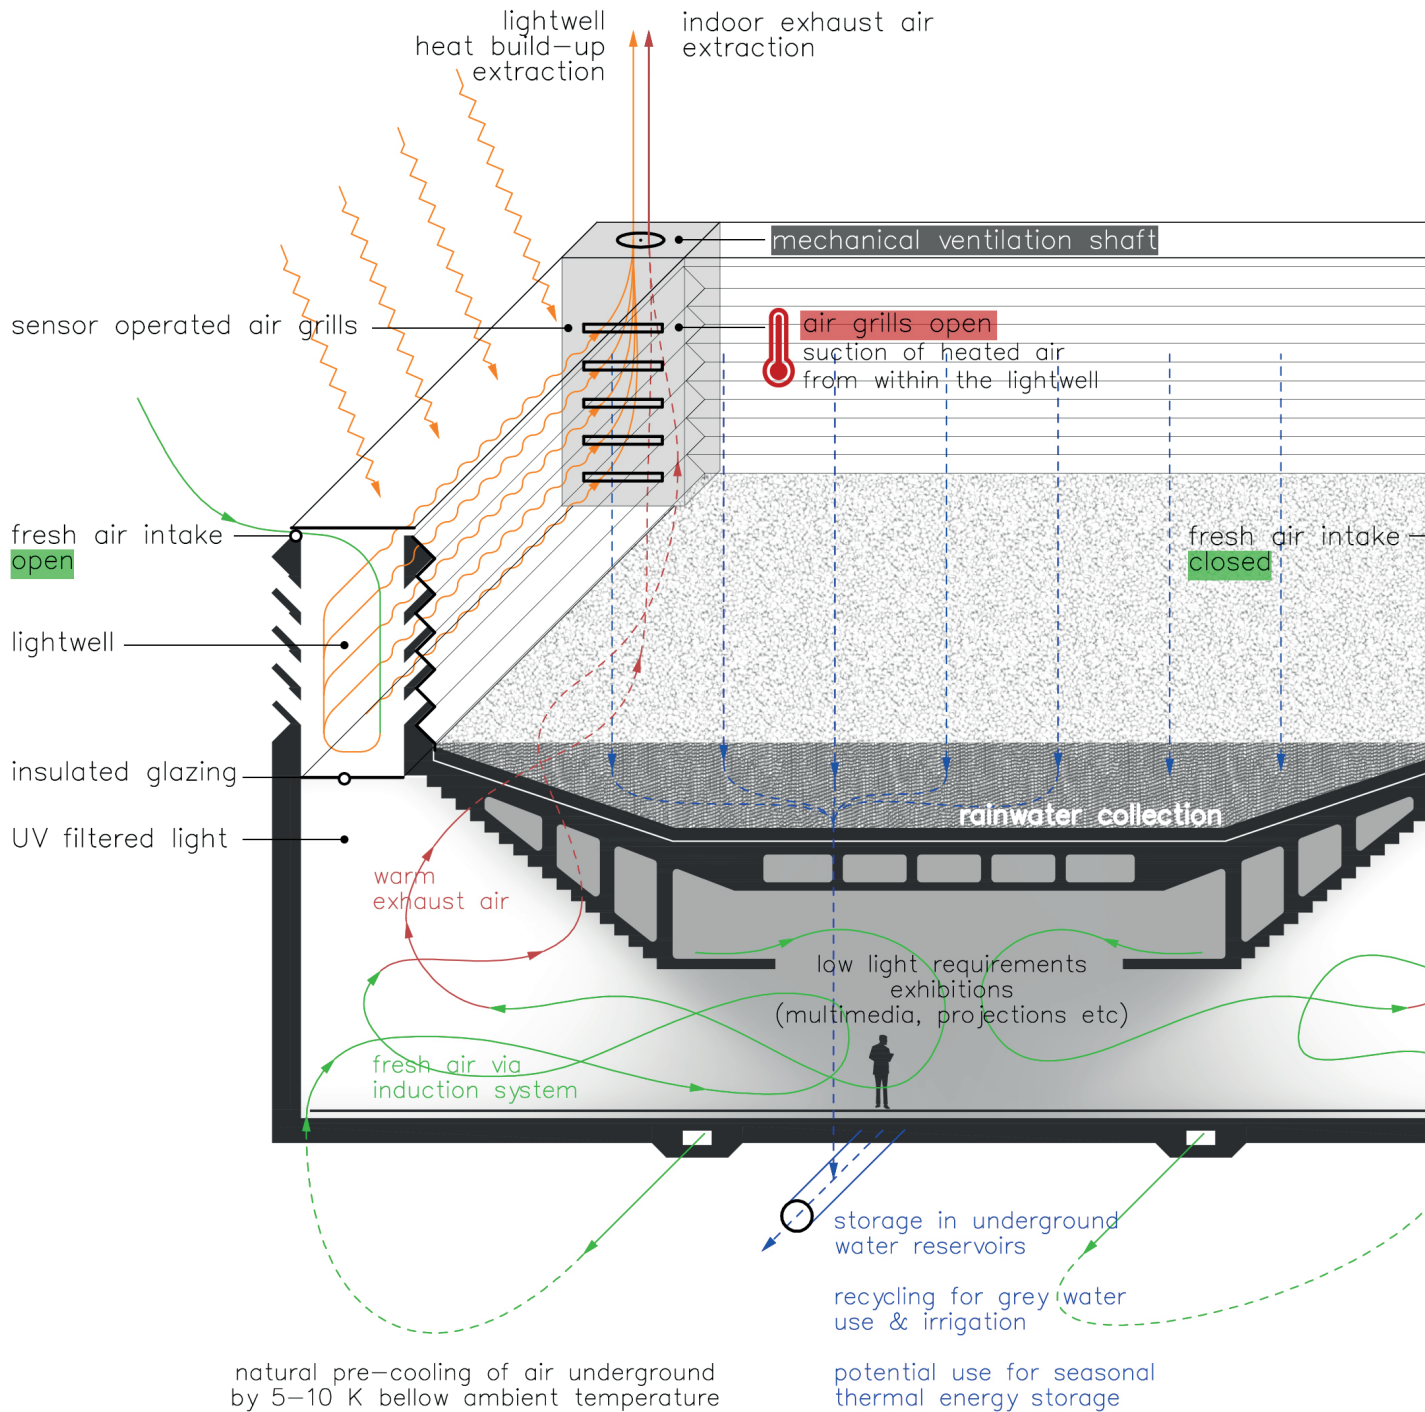 lightwell
heat build-up
extraction
indoor exhaust air
extraction
mechanical ventilation shaft
sensor operated air grills
air grills open
suction of heated air
from within the lightwell
fresh air intake
open
fresh air intake
closed
lightwell
insulated glazing
UV filtered light
rainwater collection
warm
exhaust air
low light requirements
exhibitions
(multimedia, projections etc)
fresh air via
induction system
storage in underground
water reservoirs
recycling for grey water
use & irrigation
natural pre-cooling of air underground
by 5-10 K bellow ambient temperature
potential use for seasonal
thermal energy storage